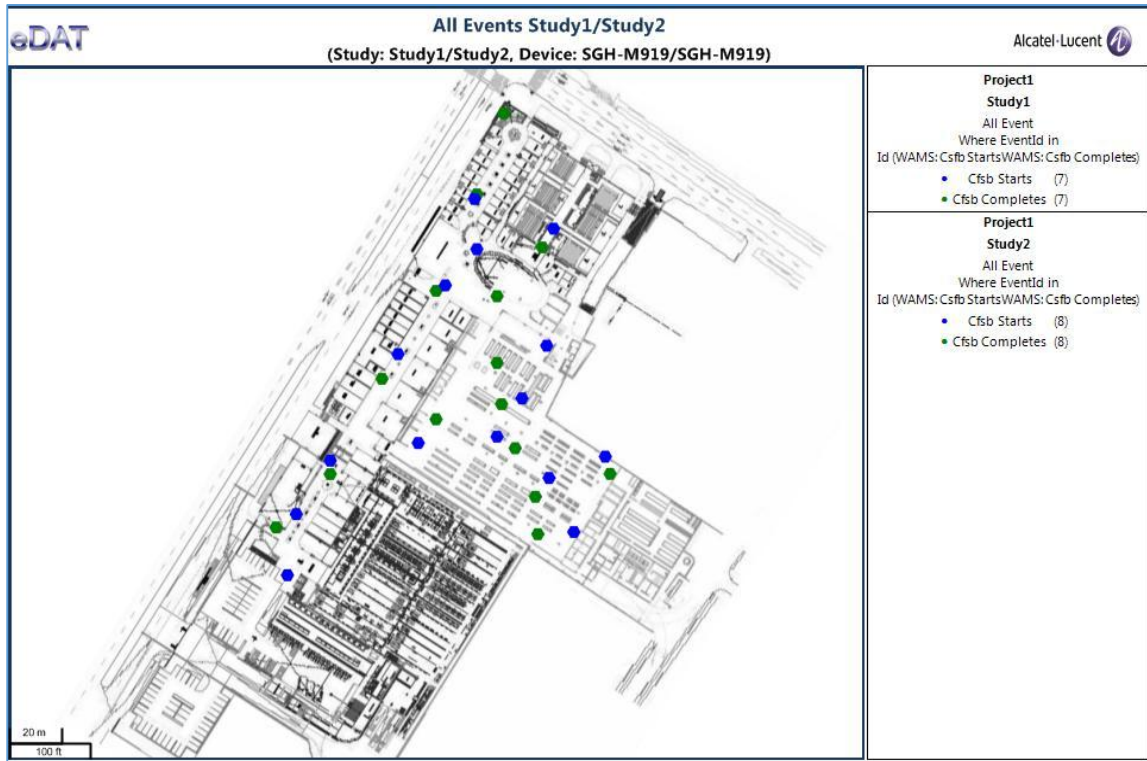 eDAT
All Events Study1/Study2
(Study: Study1/Study2, Device: SGH-M919/SGH-M919)
Alcatel·Lucent
Project1
Study1
All Event
Where EventId in
Id (WAMS:Csfb StartsWAMS:Csfb Completes)
Cfsb Starts (7)
Cfsb Completes (7)
Project1
Study2
All Event
Where EventId in
Id (WAMS:Csfb StartsWAMS:Csfb Completes)
Cfsb Starts (8)
Cfsb Completes (8)
20 m
100 ft